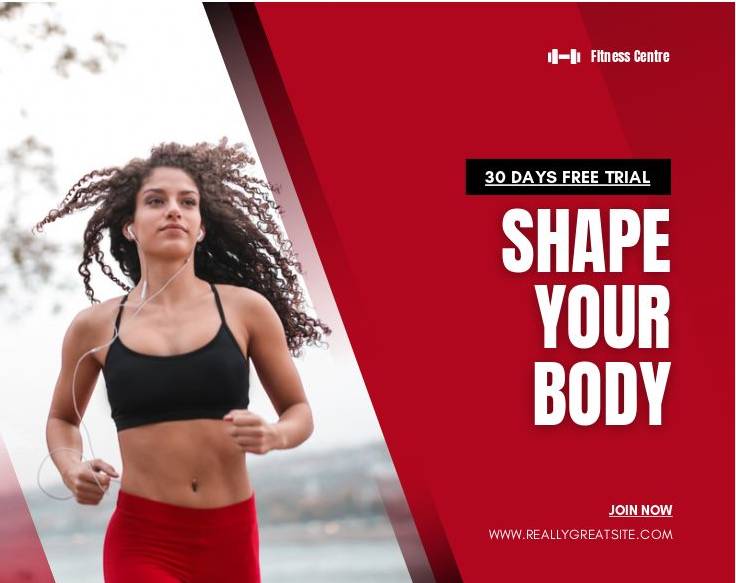 Fitness Centre
30 DAYS FREE TRIAL
SHAPE
YOUR
BODY
JOIN NOW
WWW.REALLYGREATSITE.COM